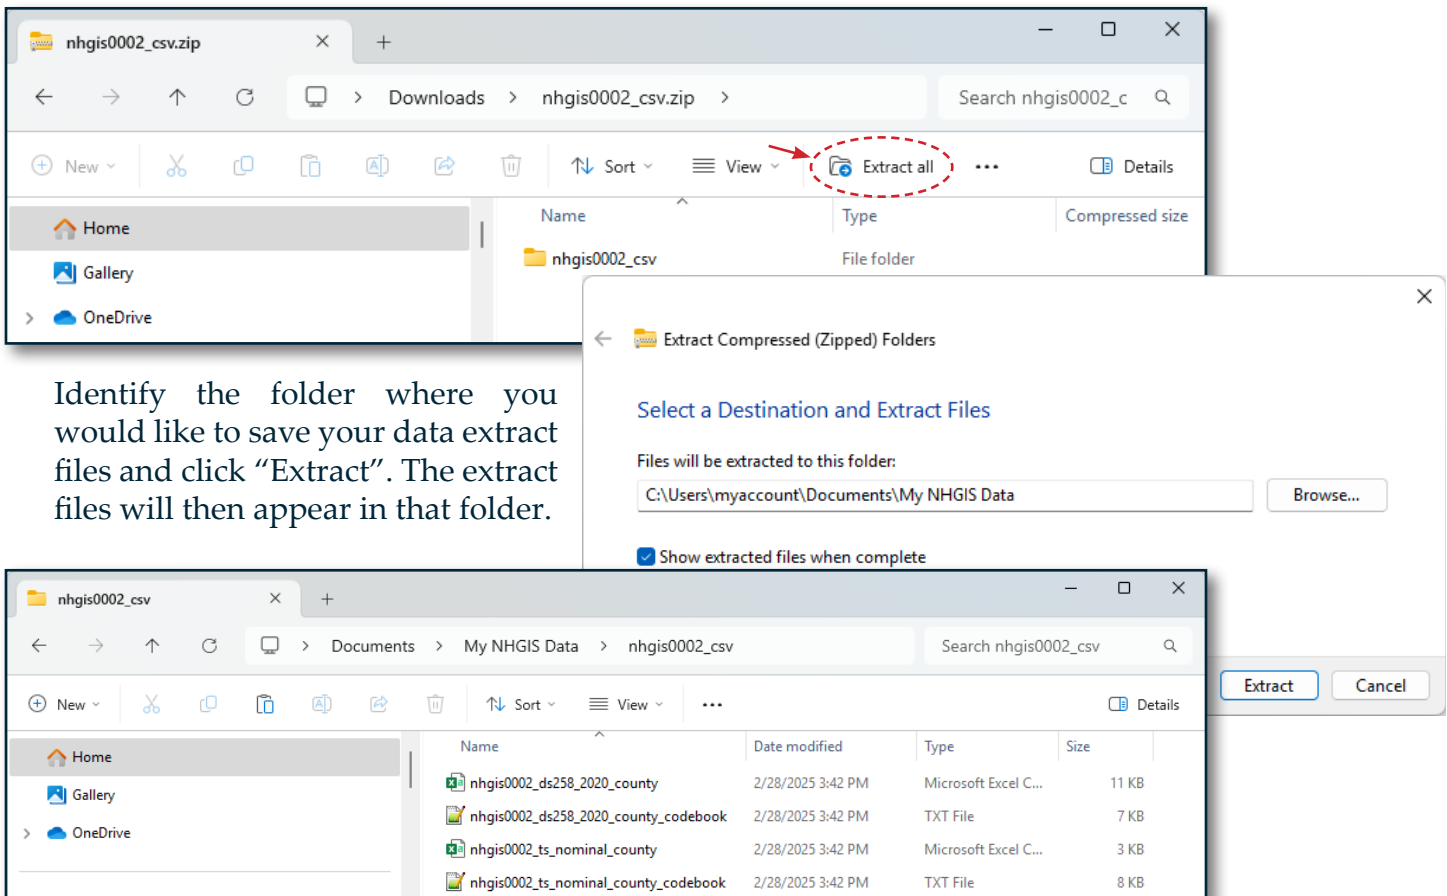 nhgis0002_csv.zip
Downloads > nhgis0002_csv.zip >
Search nhgis0002_c
New
Sort
View
Extract all
Details
Home
Gallery
OneDrive
Name
Type
Compressed size
nhgis0002_csv
File folder
Identify the folder where you
would like to save your data extract
files and click “Extract”. The extract
files will then appear in that folder.
Extract Compressed (Zipped) Folders
Select a Destination and Extract Files
Files will be extracted to this folder:
C:\Users\myaccount\Documents\My NHGIS Data
Browse...
Show extracted files when complete
Extract
Cancel
nhgis0002_csv
Documents > My NHGIS Data > nhgis0002_csv
Search nhgis0002_csv
New
Sort
View
Details
Home
Gallery
OneDrive
Name Date modified Type Size
nhgis0002_ds258_2020_county 2/28/2025 3:42 PM Microsoft Excel C... 11 KB
nhgis0002_ds258_2020_county_codebook 2/28/2025 3:42 PM TXT File 7 KB
nhgis0002_ts_nominal_county 2/28/2025 3:42 PM Microsoft Excel C... 3 KB
nhgis0002_ts_nominal_county_codebook 2/28/2025 3:42 PM TXT File 8 KB